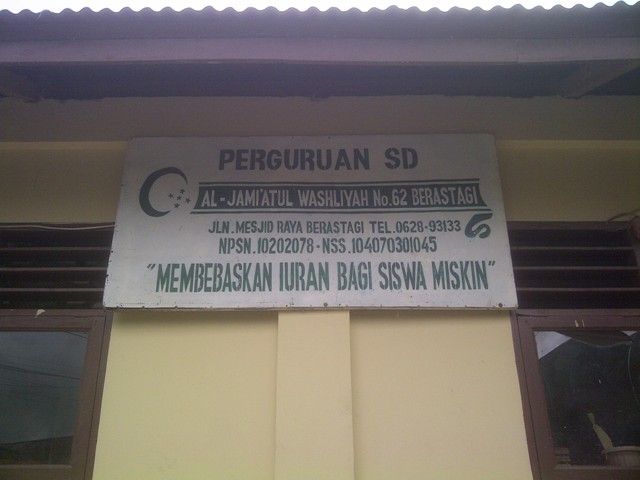 PERGURUAN SD
AL-JAMI'ATUL WASHLIYAH No.62 BERASTAGI
JLN. MESJID RAYA BERASTAGI TEL.0628-93133
NPSN.10202078-NSS.104070301045
"MEMBEBASKAN IURAN BAGI SISWA MISKIN"